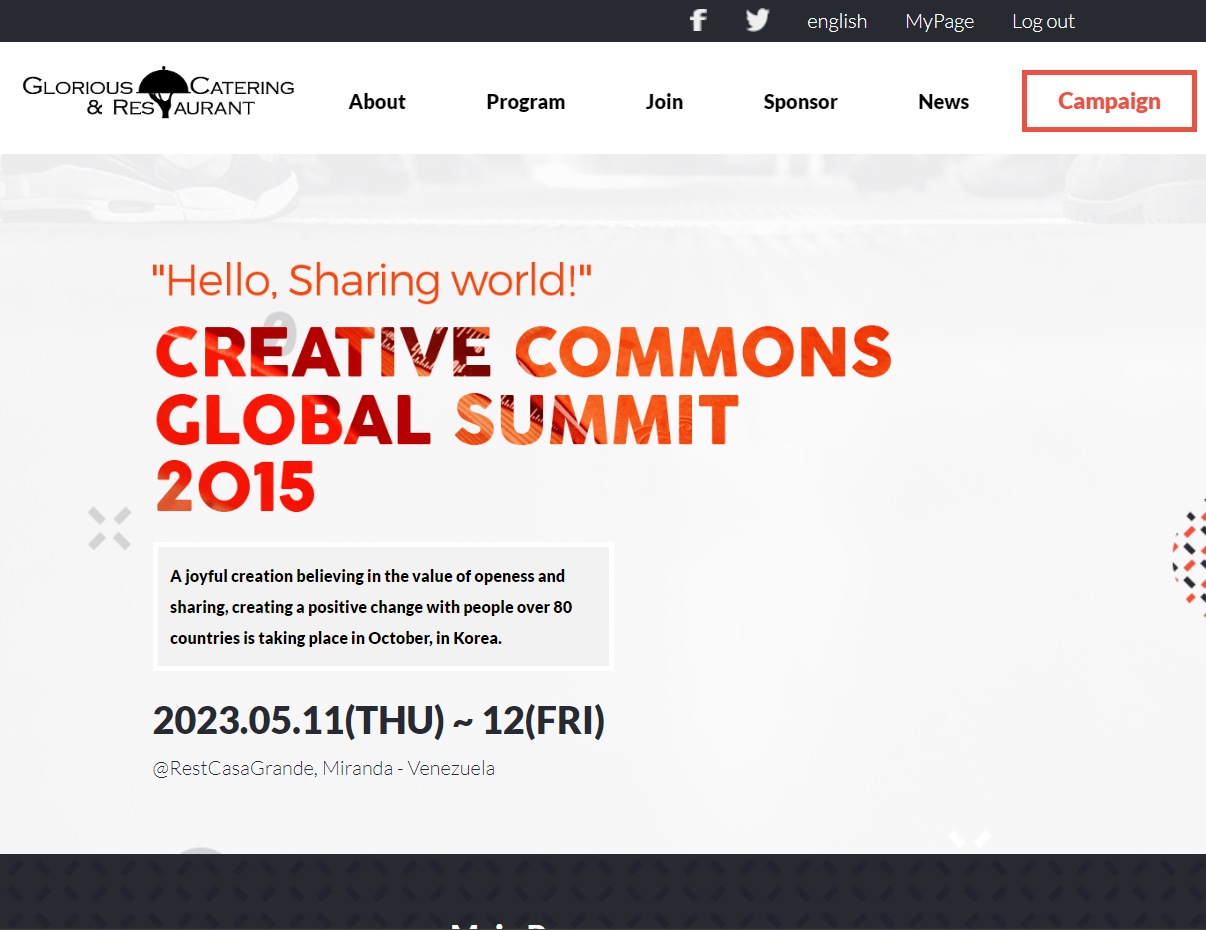 english
MyPage
Log out
GLORIOUS CATERING
& RESTAURANT
About
Program
Join
Sponsor
News
Campaign
"Hello, Sharing world!"
CREATIVE COMMONS
GLOBAL SUMMIT
2015
A joyful creation believing in the value of openess and
sharing, creating a positive change with people over 80
countries is taking place in October, in Korea.
2023.05.11(THU) ~ 12(FRI)
@RestCasaGrande, Miranda - Venezuela